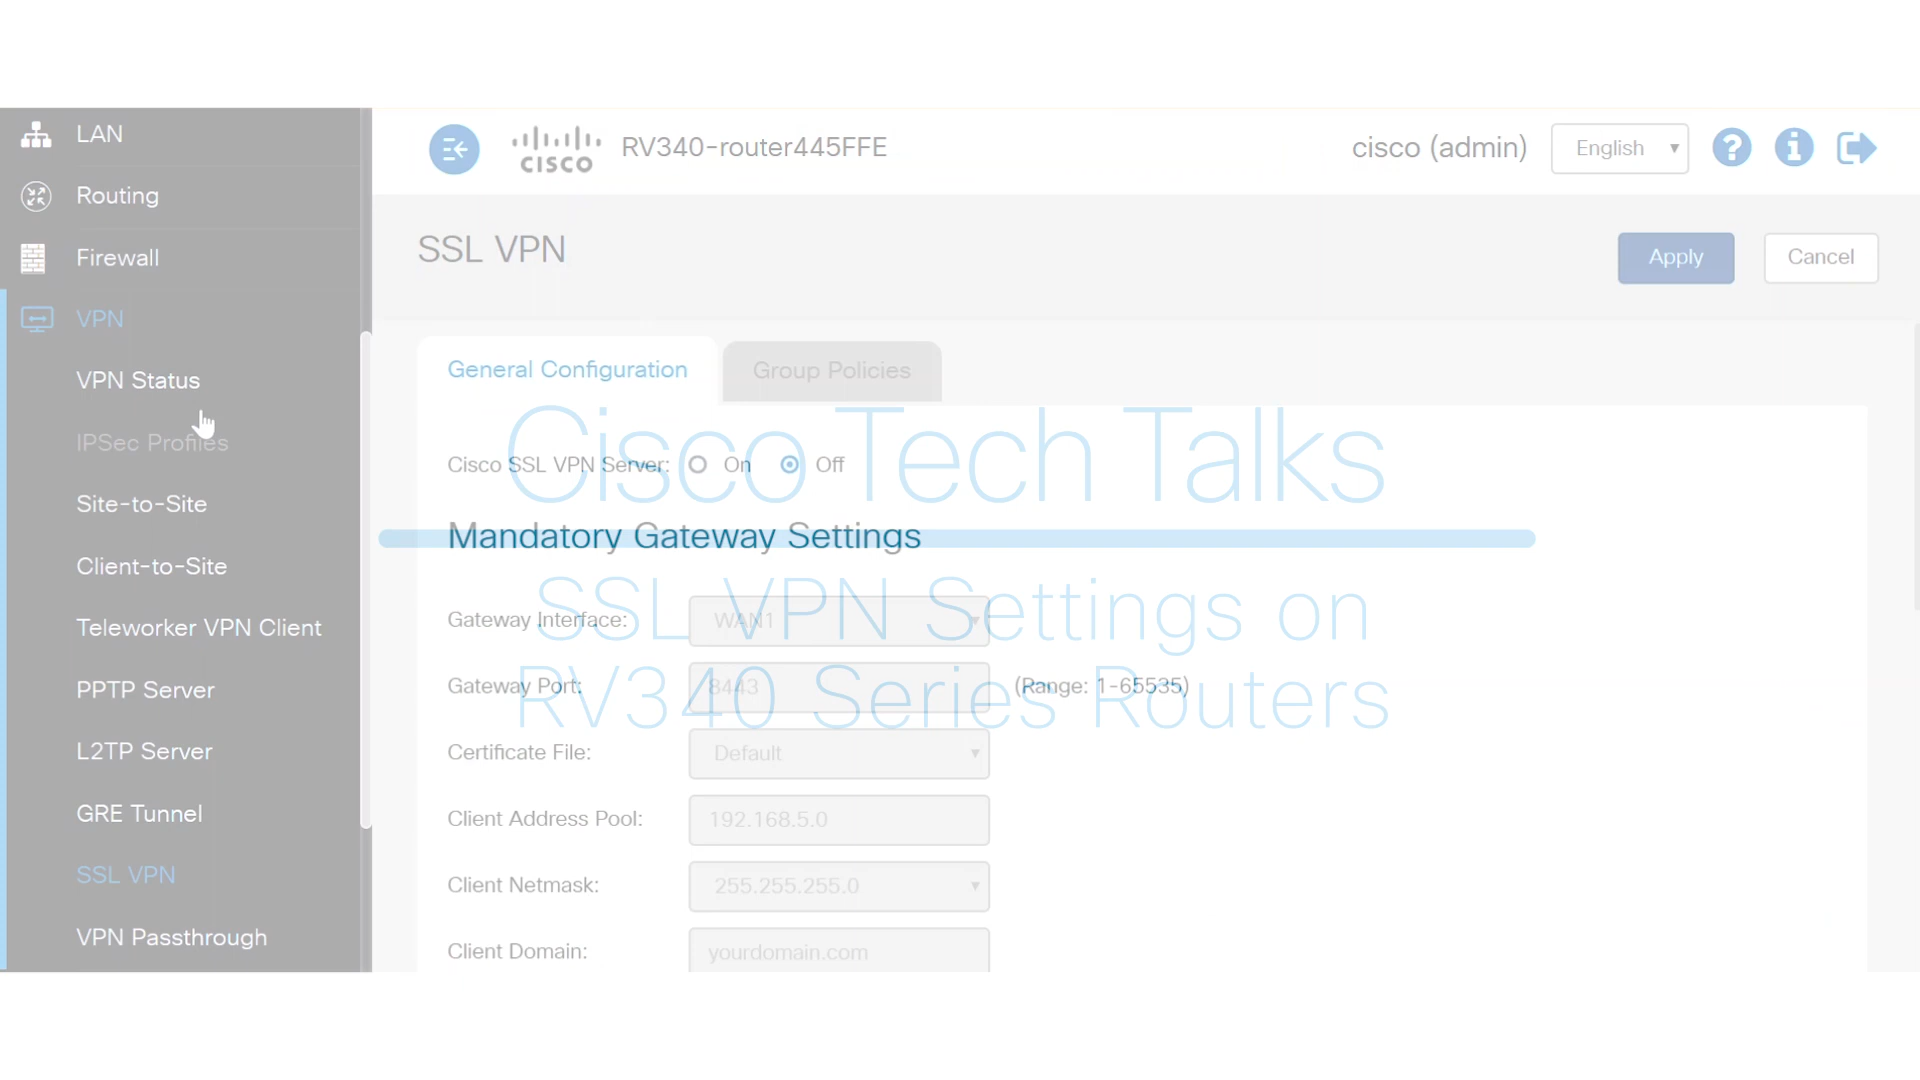 LAN
Routing
Firewall
VPN
VPN Status
IPSec Profiles
Site-to-Site
Client-to-Site
Teleworker VPN Client
PPTP Server
L2TP Server
GRE Tunnel
SSL VPN
VPN Passthrough
CISCO RV340-router445FFE cisco (admin) English
SSL VPN Apply Cancel
General Configuration Group Policies
Cisco Tech Talks
Cisco SSL VPN Server: On Off
Mandatory Gateway Settings
SSL VPN Settings on
RV340 Series Routers
Gateway Interface: WAN1
Gateway Port: 8443 (Range: 1-65535)
Certificate File: Default
Client Address Pool: 192.168.5.0
Client Netmask: 255.255.255.0
Client Domain: yourdomain.com